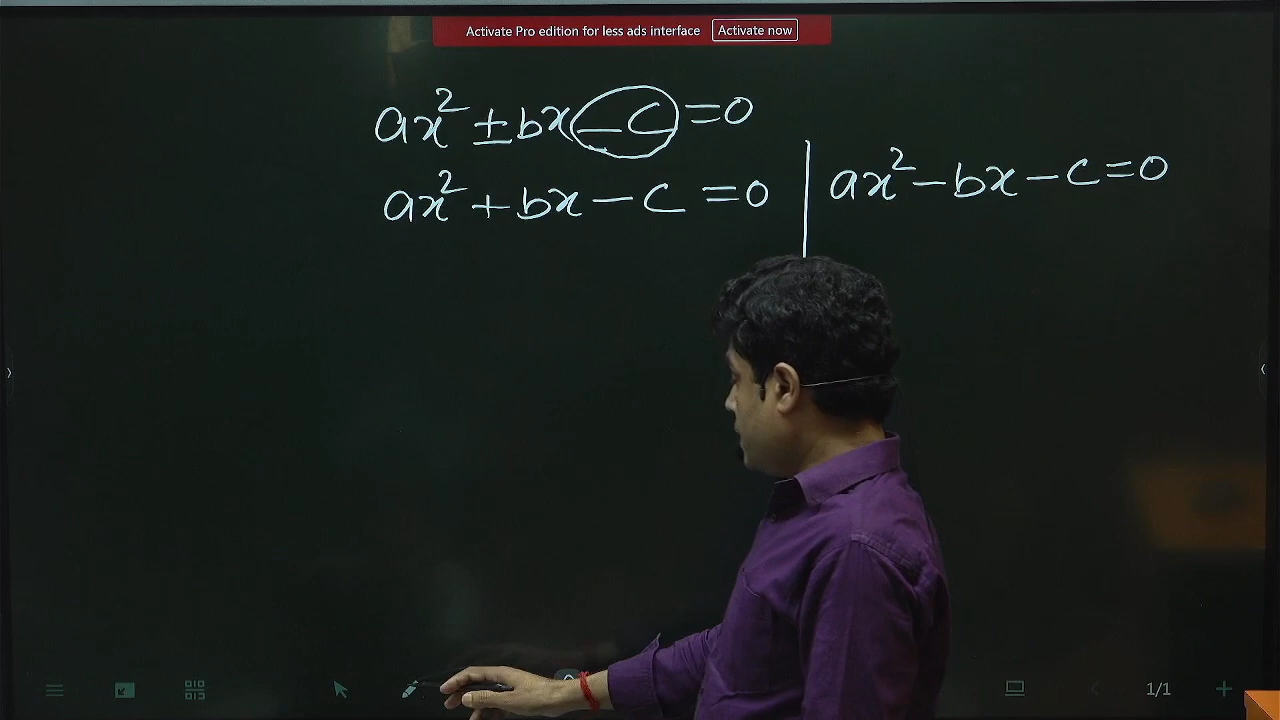 Activate Pro edition for less ads interface Activate now
ax² ± bx - c = 0
ax² + bx - c = 0
ax² - bx - c = 0
1/1